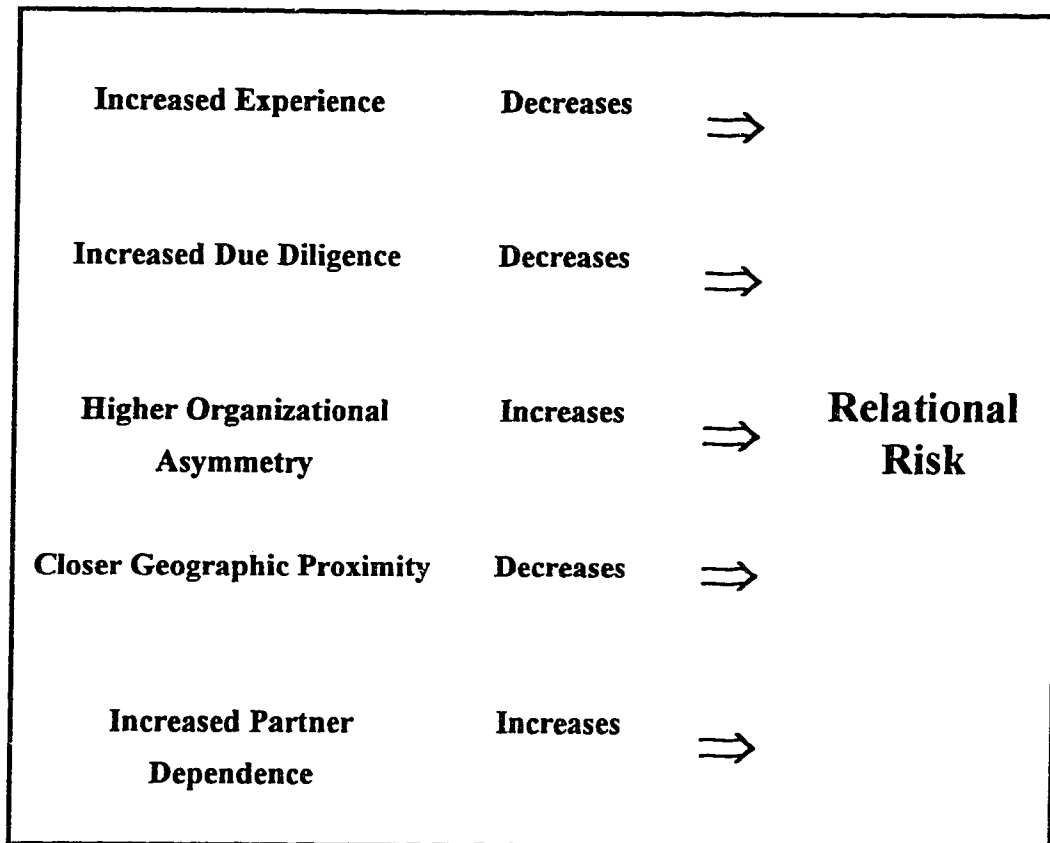 Increased Experience Decreases ⇒
Increased Due Diligence Decreases ⇒
Higher Organizational Increases ⇒ Relational
Asymmetry Risk
Closer Geographic Proximity Decreases ⇒
Increased Partner Increases ⇒
Dependence